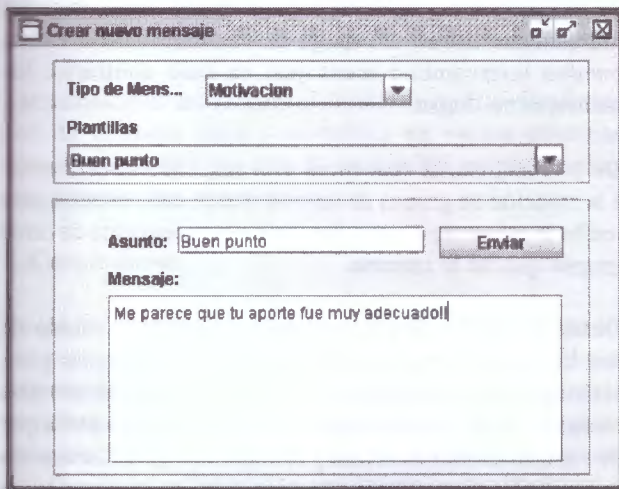 Crear nuevo mensaje
Tipo de Mens... Motivacion
Plantillas
Buen punto
Asunto: Buen punto Enviar
Mensaje:
Me parece que tu aporte fue muy adecuado!!